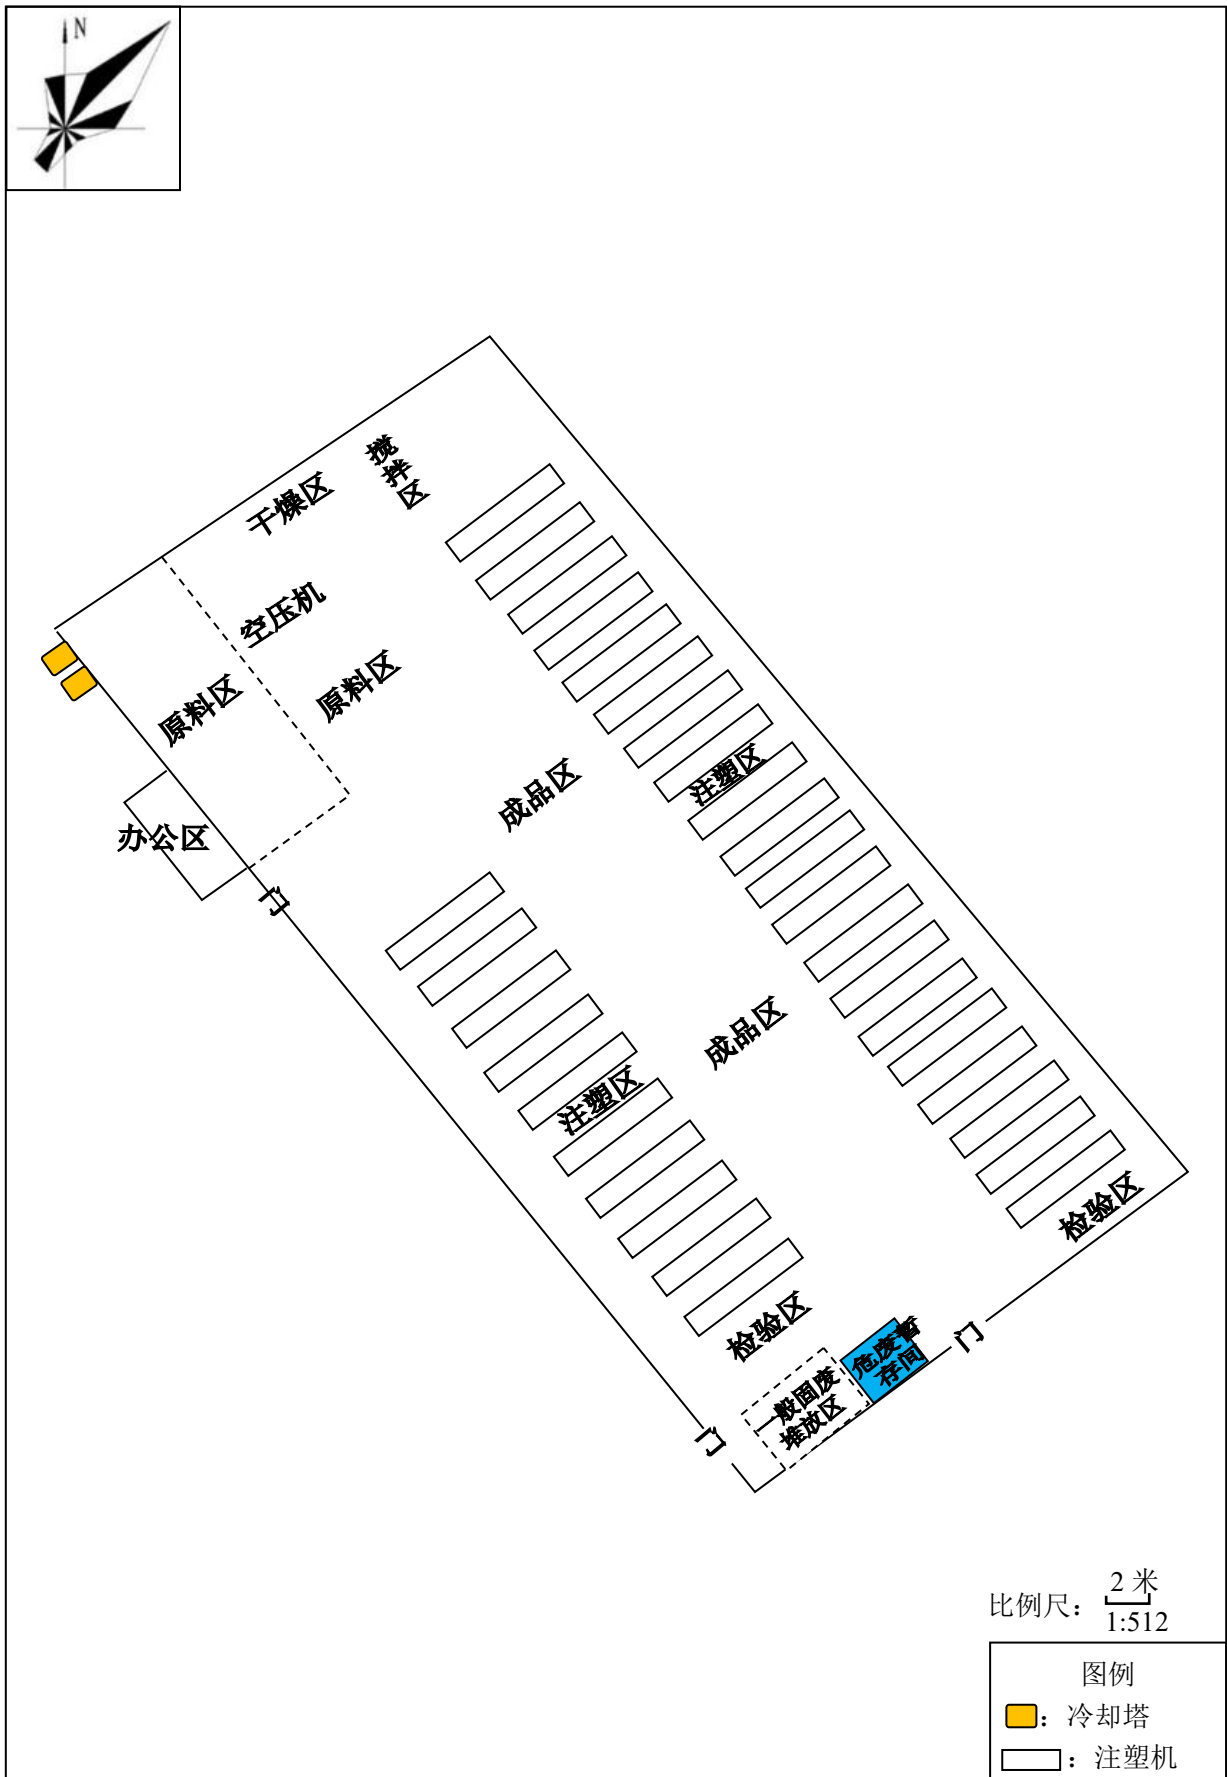 N
搅拌区
干燥区
空压机
原料区
原料区
注塑区
成品区
办公区
门
成品区
注塑区
检验区
检验区
危废暂
存间
门
一般固废
堆放区
门
比例尺：
2 米
1:512
图例
：冷却塔
：注塑机